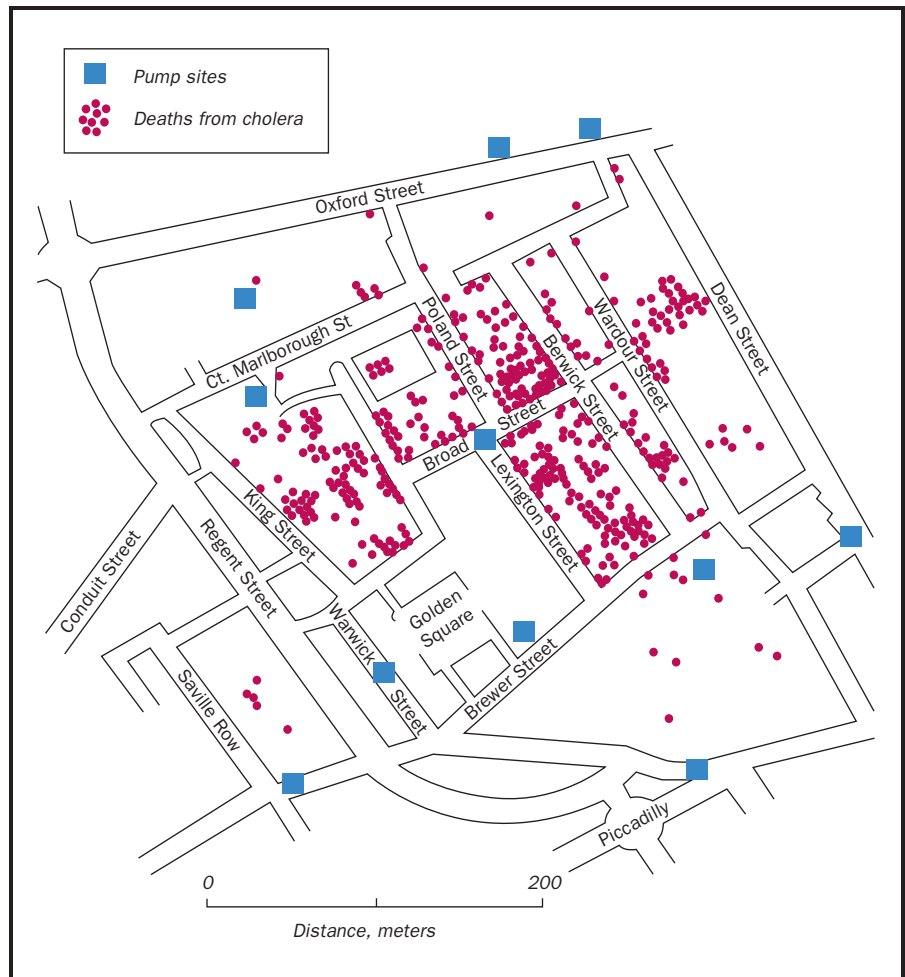 Pump sites
Deaths from cholera
Oxford Street
Ct. Marlborough St
Poland Street
Berwick Street
Wardour Street
Dean Street
Broad Street
Lexington Street
King Street
Regent Street
Conduit Street
Golden
Square
Warwick Street
Brewer Street
Saville Row
Piccadilly
0 200
Distance, meters